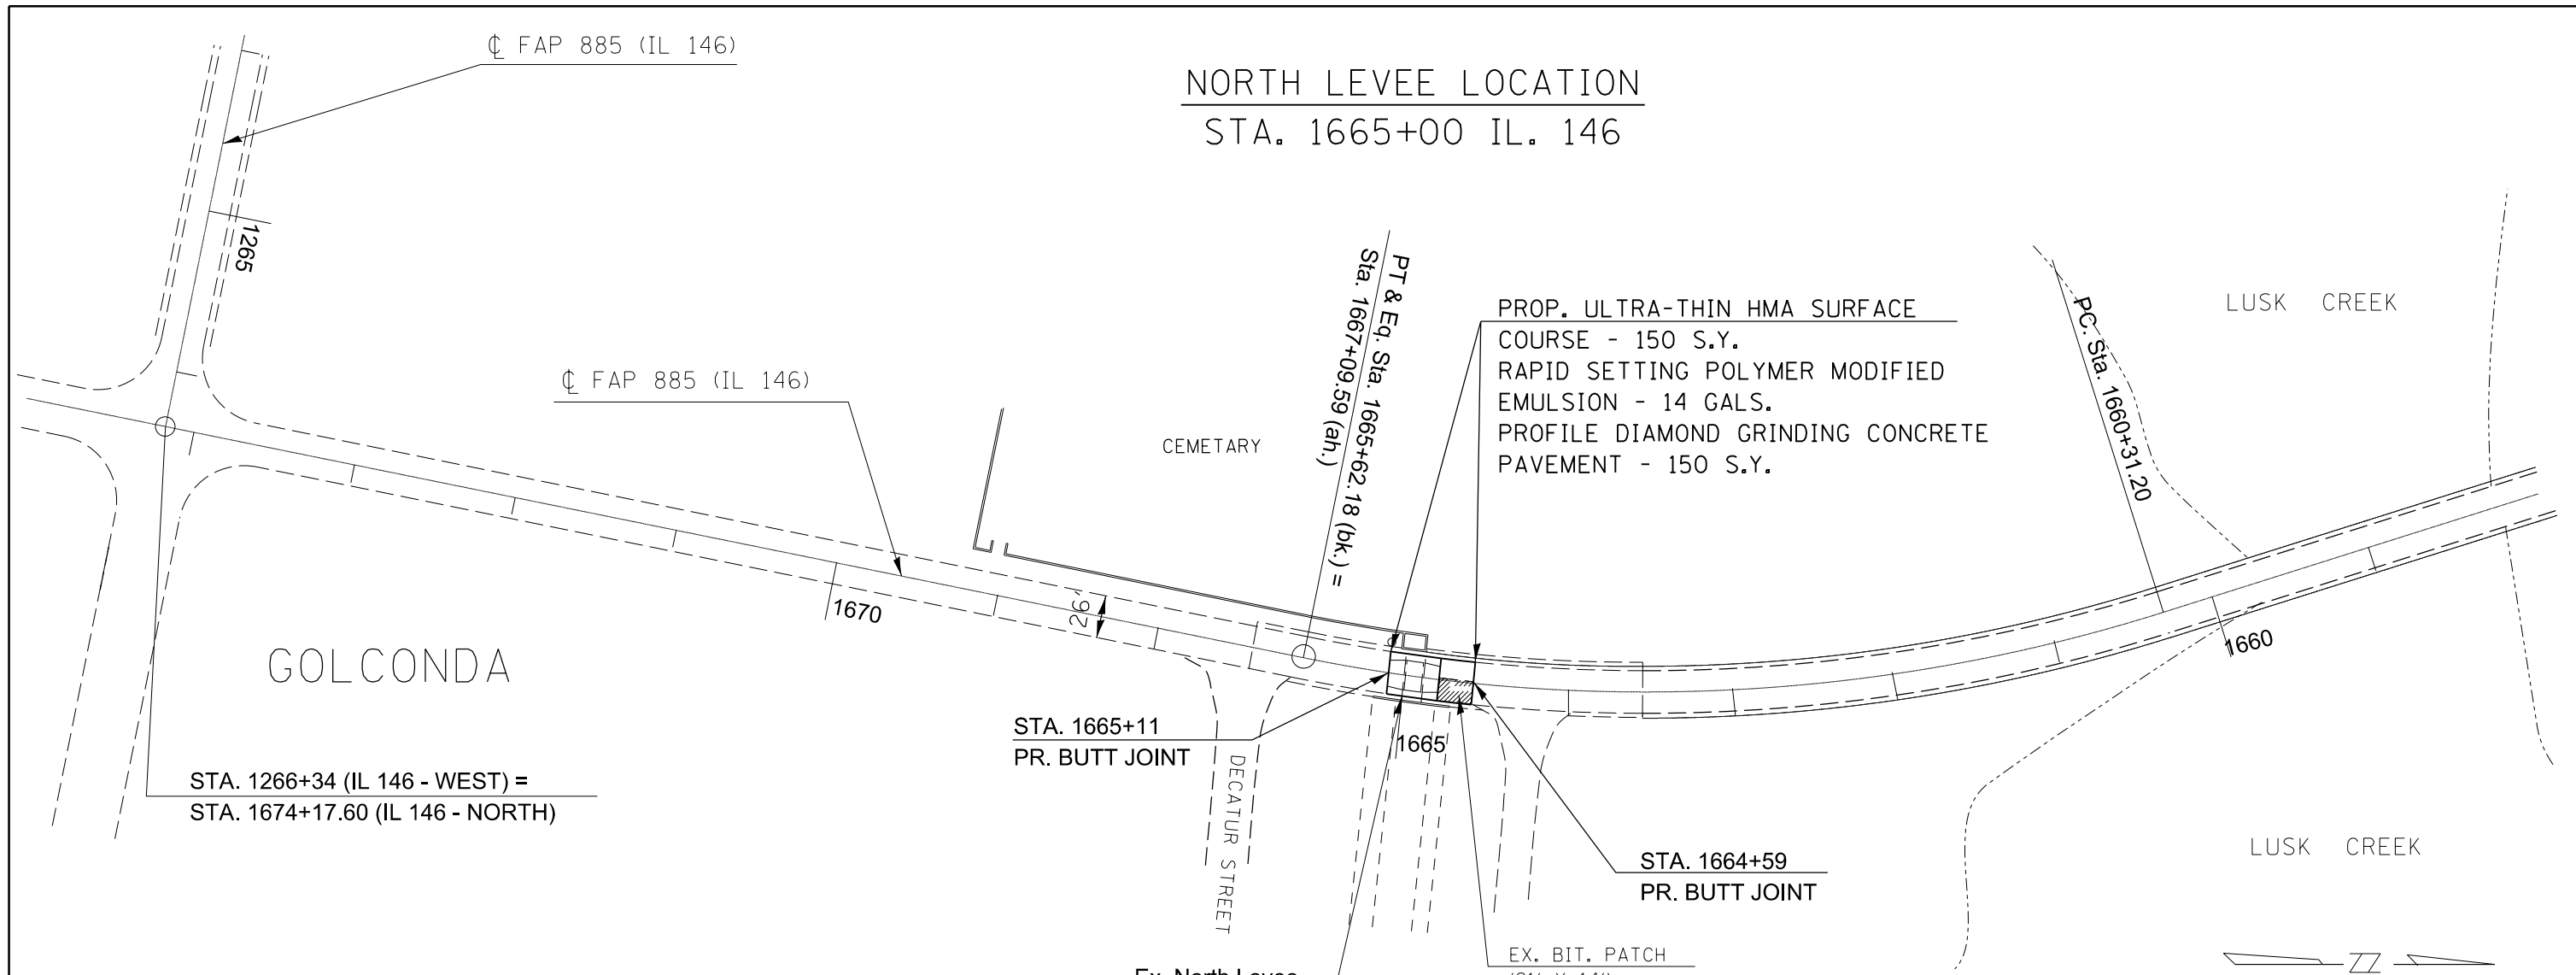 ℄ FAP 885 (IL 146)
NORTH LEVEE LOCATION
STA. 1665+00 IL. 146
1265
PT & Eq. Sta. 1665+62.18 (bk.) =
Sta. 1667+09.59 (ah.)
PROP. ULTRA-THIN HMA SURFACE
COURSE - 150 S.Y.
RAPID SETTING POLYMER MODIFIED
EMULSION - 14 GALS.
PROFILE DIAMOND GRINDING CONCRETE
PAVEMENT - 150 S.Y.
PC. Sta. 1660+31.20
LUSK CREEK
℄ FAP 885 (IL 146)
CEMETARY
1670
26'
GOLCONDA
1660
STA. 1665+11
PR. BUTT JOINT
1665
DECATUR STREET
STA. 1266+34 (IL 146 - WEST) =
STA. 1674+17.60 (IL 146 - NORTH)
STA. 1664+59
PR. BUTT JOINT
LUSK CREEK
EX. BIT. PATCH
Ex. North Levee
Z